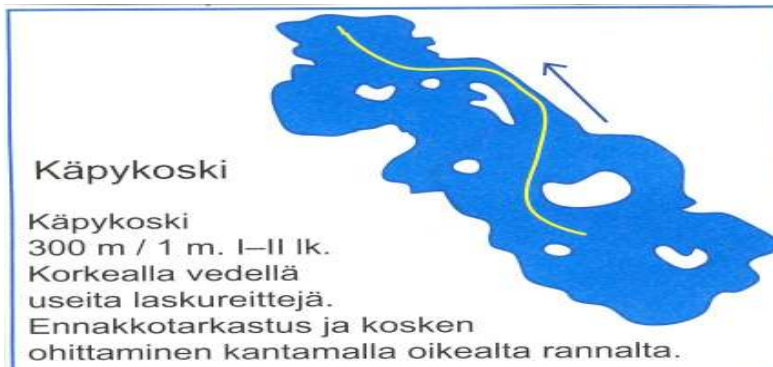 Käpykoski
Käpykoski
300 m / 1 m. I–II lk.
Korkealla vedellä
useita laskureittejä.
Ennakkotarkastus ja kosken
ohittaminen kantamalla oikealta rannalta.